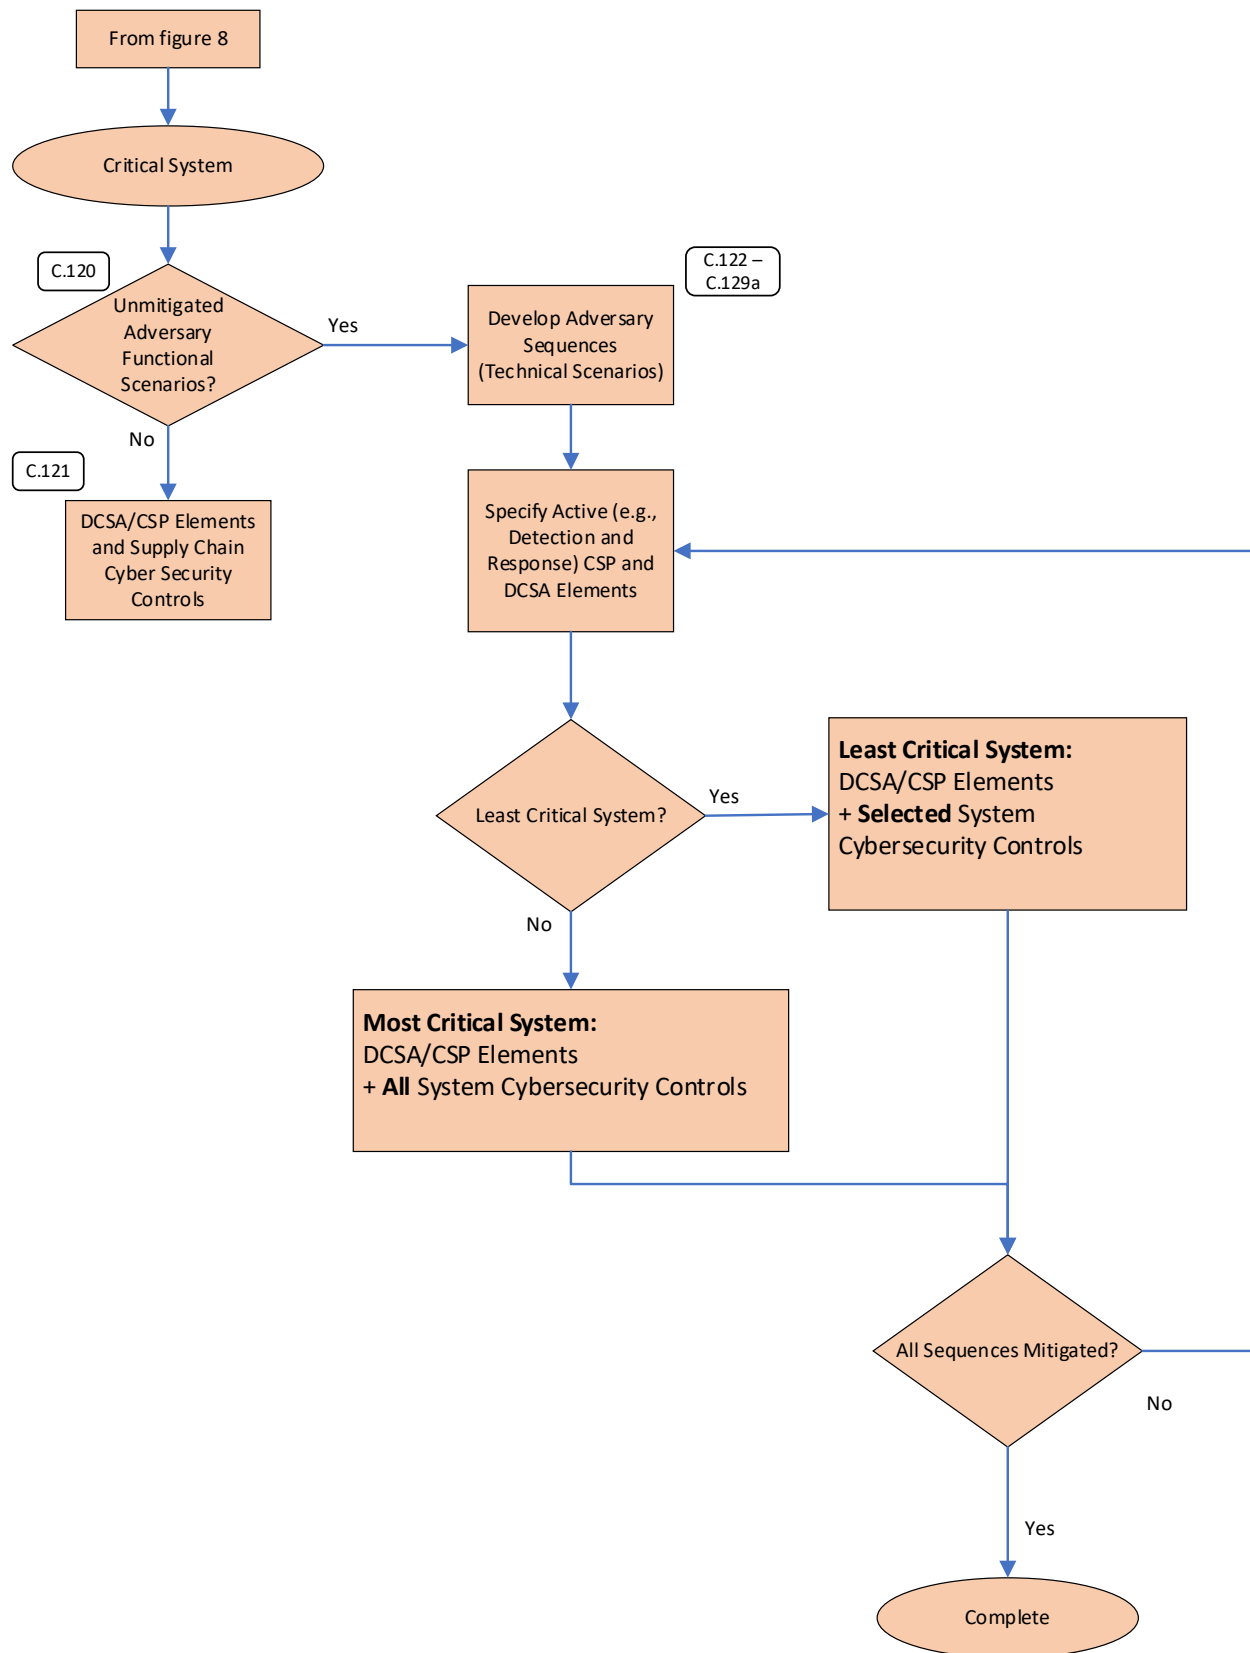 From figure 8
Critical System
C.120
Unmitigated
Adversary
Functional
Scenarios?
Yes
No
C.122 –
C.129a
Develop Adversary
Sequences
(Technical Scenarios)
C.121
DCSA/CSP Elements
and Supply Chain
Cyber Security
Controls
Specify Active (e.g.,
Detection and
Response) CSP and
DCSA Elements
Least Critical System?
Yes
No
Least Critical System:
DCSA/CSP Elements
+ Selected System
Cybersecurity Controls
Most Critical System:
DCSA/CSP Elements
+ All System Cybersecurity Controls
All Sequences Mitigated?
No
Yes
Complete